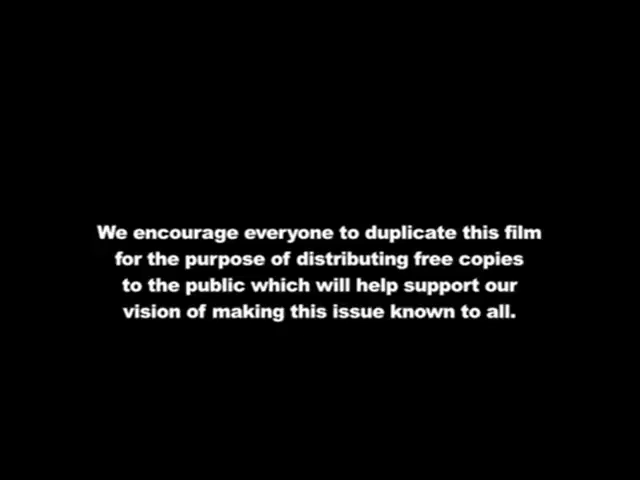 We encourage everyone to duplicate this film
for the purpose of distributing free copies
to the public which will help support our
vision of making this issue known to all.